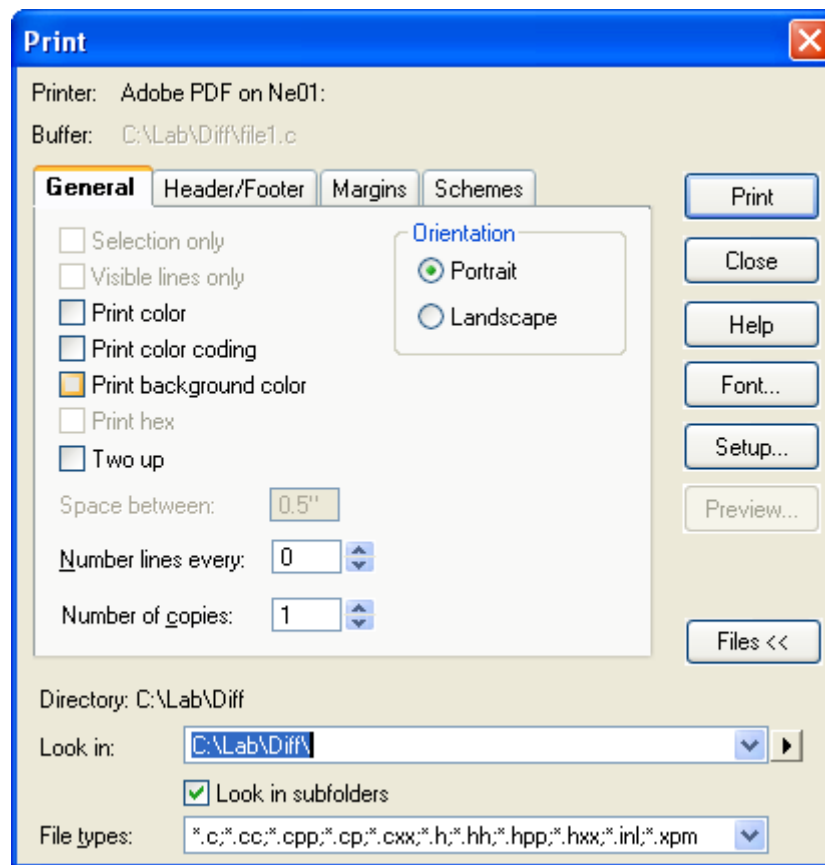 Print
Printer: Adobe PDF on Ne01:
Buffer: C:\Lab\Diff\file1.c
General Header/Footer Margins Schemes
Selection only
Visible lines only
Print color
Print color coding
Print background color
Print hex
Two up
Space between: 0.5"
Number lines every: 0
Number of copies: 1
Orientation
Portrait
Landscape
Print
Close
Help
Font...
Setup...
Preview...
Files <<
Directory: C:\Lab\Diff
Look in: C:\Lab\Diff\
Look in subfolders
File types: *.c;*.cc;*.cpp;*.cp;*.cxx;*.h;*.hh;*.hpp;*.hxx;*.inl;*.xpm